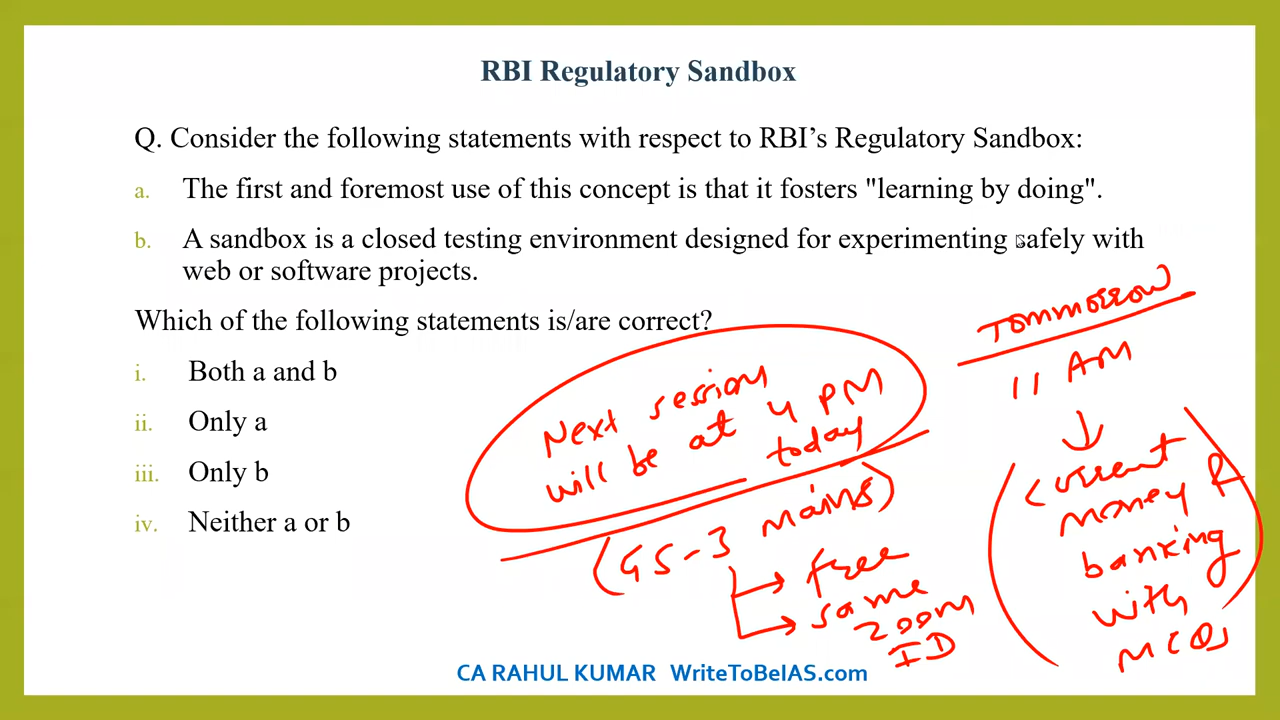 RBI Regulatory Sandbox
Q. Consider the following statements with respect to RBI’s Regulatory Sandbox:
a. The first and foremost use of this concept is that it fosters "learning by doing".
b. A sandbox is a closed testing environment designed for experimenting safely with
web or software projects.
Which of the following statements is/are correct?
i. Both a and b
ii. Only a
iii. Only b
iv. Neither a or b
Next session
will be at 4 PM
today
(GS-3 mains)
→ free
→ same
zoom
ID
Tommorrow
11 AM
↓
(current
money &
banking
with
MCQs)
CA RAHUL KUMAR WriteToBeIAS.com